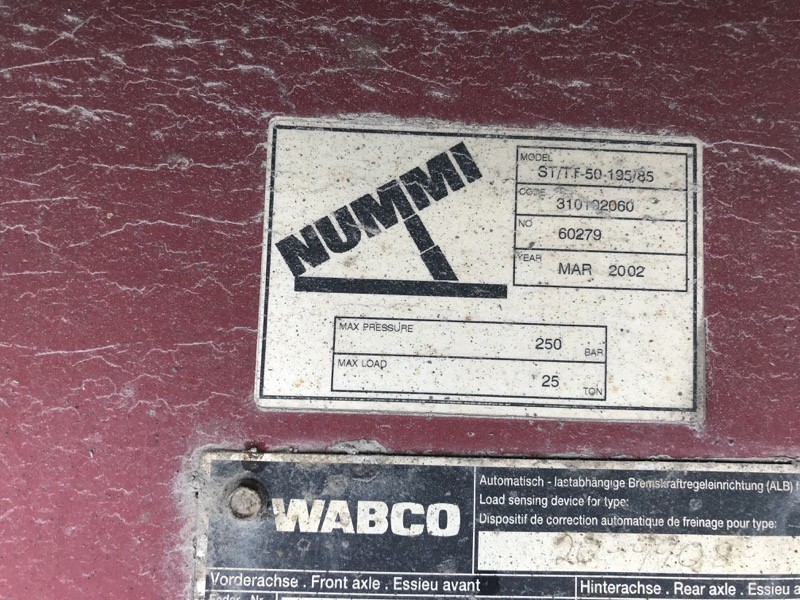 NUMMI
MODEL
ST/T.F-50-195/85
CODE
310102060
NO
60279
YEAR
MAR 2002
MAX PRESSURE
250 BAR
MAX LOAD
25 TON
WABCO
Automatisch - lastabhängige Bremskraftregeleinrichtung (ALB)
Load sensing device for type:
Dispositif de correction automatique de freinage pour type:
Vorderachse . Front axle . Essieu avant
Hinterachse . Rear axle . Essieu
Feder Nr.